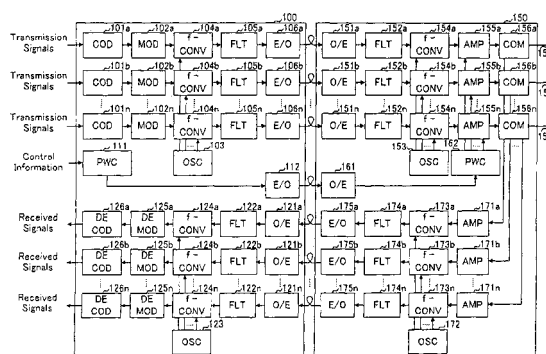 100 150
101a 102a 104a 105a 106a 151a 152a 154a 155a 156a
Transmission Signals COD MOD f-CONV FLT E/O O/E FLT f-CONV AMP COM
101b 102b 104b 105b 106b 151b 152b 154b 155b 156b
Transmission Signals COD MOD f-CONV FLT E/O O/E FLT f-CONV AMP COM
101n 102n 104n 105n 106n 151n 152n 154n 155n 156n
Transmission Signals COD MOD f-CONV FLT E/O O/E FLT f-CONV AMP COM
111 103 153 162
Control Information PWC OSC OSC PWC
112 161
E/O O/E
126a 125a 124a 122a 121a 175a 174a 173a 171a
Received Signals DE COD DE MOD f-CONV FLT O/E E/O FLT f-CONV AMP
126b 125b 124b 122b 121b 175b 174b 173b 171b
Received Signals DE COD DE MOD f-CONV FLT O/E E/O FLT f-CONV AMP
126n 125n 124n 122n 121n 175n 174n 173n 171n
Received Signals DE COD DE MOD f-CONV FLT O/E E/O FLT f-CONV AMP
123 172
OSC OSC